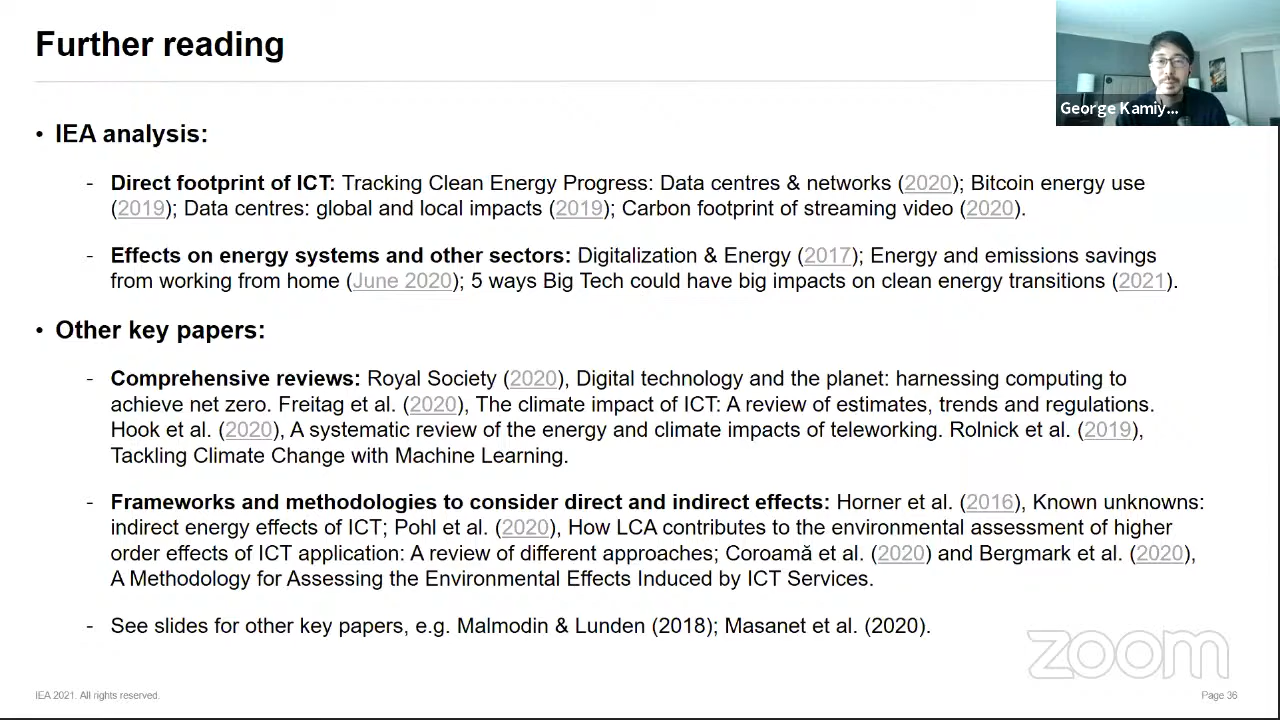 Further reading
George Kamiy...
• IEA analysis:
- Direct footprint of ICT: Tracking Clean Energy Progress: Data centres & networks (2020); Bitcoin energy use
(2019); Data centres: global and local impacts (2019); Carbon footprint of streaming video (2020).
- Effects on energy systems and other sectors: Digitalization & Energy (2017); Energy and emissions savings
from working from home (June 2020); 5 ways Big Tech could have big impacts on clean energy transitions (2021).
• Other key papers:
- Comprehensive reviews: Royal Society (2020), Digital technology and the planet: harnessing computing to
achieve net zero. Freitag et al. (2020), The climate impact of ICT: A review of estimates, trends and regulations.
Hook et al. (2020), A systematic review of the energy and climate impacts of teleworking. Rolnick et al. (2019),
Tackling Climate Change with Machine Learning.
- Frameworks and methodologies to consider direct and indirect effects: Horner et al. (2016), Known unknowns:
indirect energy effects of ICT; Pohl et al. (2020), How LCA contributes to the environmental assessment of higher
order effects of ICT application: A review of different approaches; Coroamă et al. (2020) and Bergmark et al. (2020),
A Methodology for Assessing the Environmental Effects Induced by ICT Services.
- See slides for other key papers, e.g. Malmodin & Lunden (2018); Masanet et al. (2020).
zoom
IEA 2021. All rights reserved.
Page 36